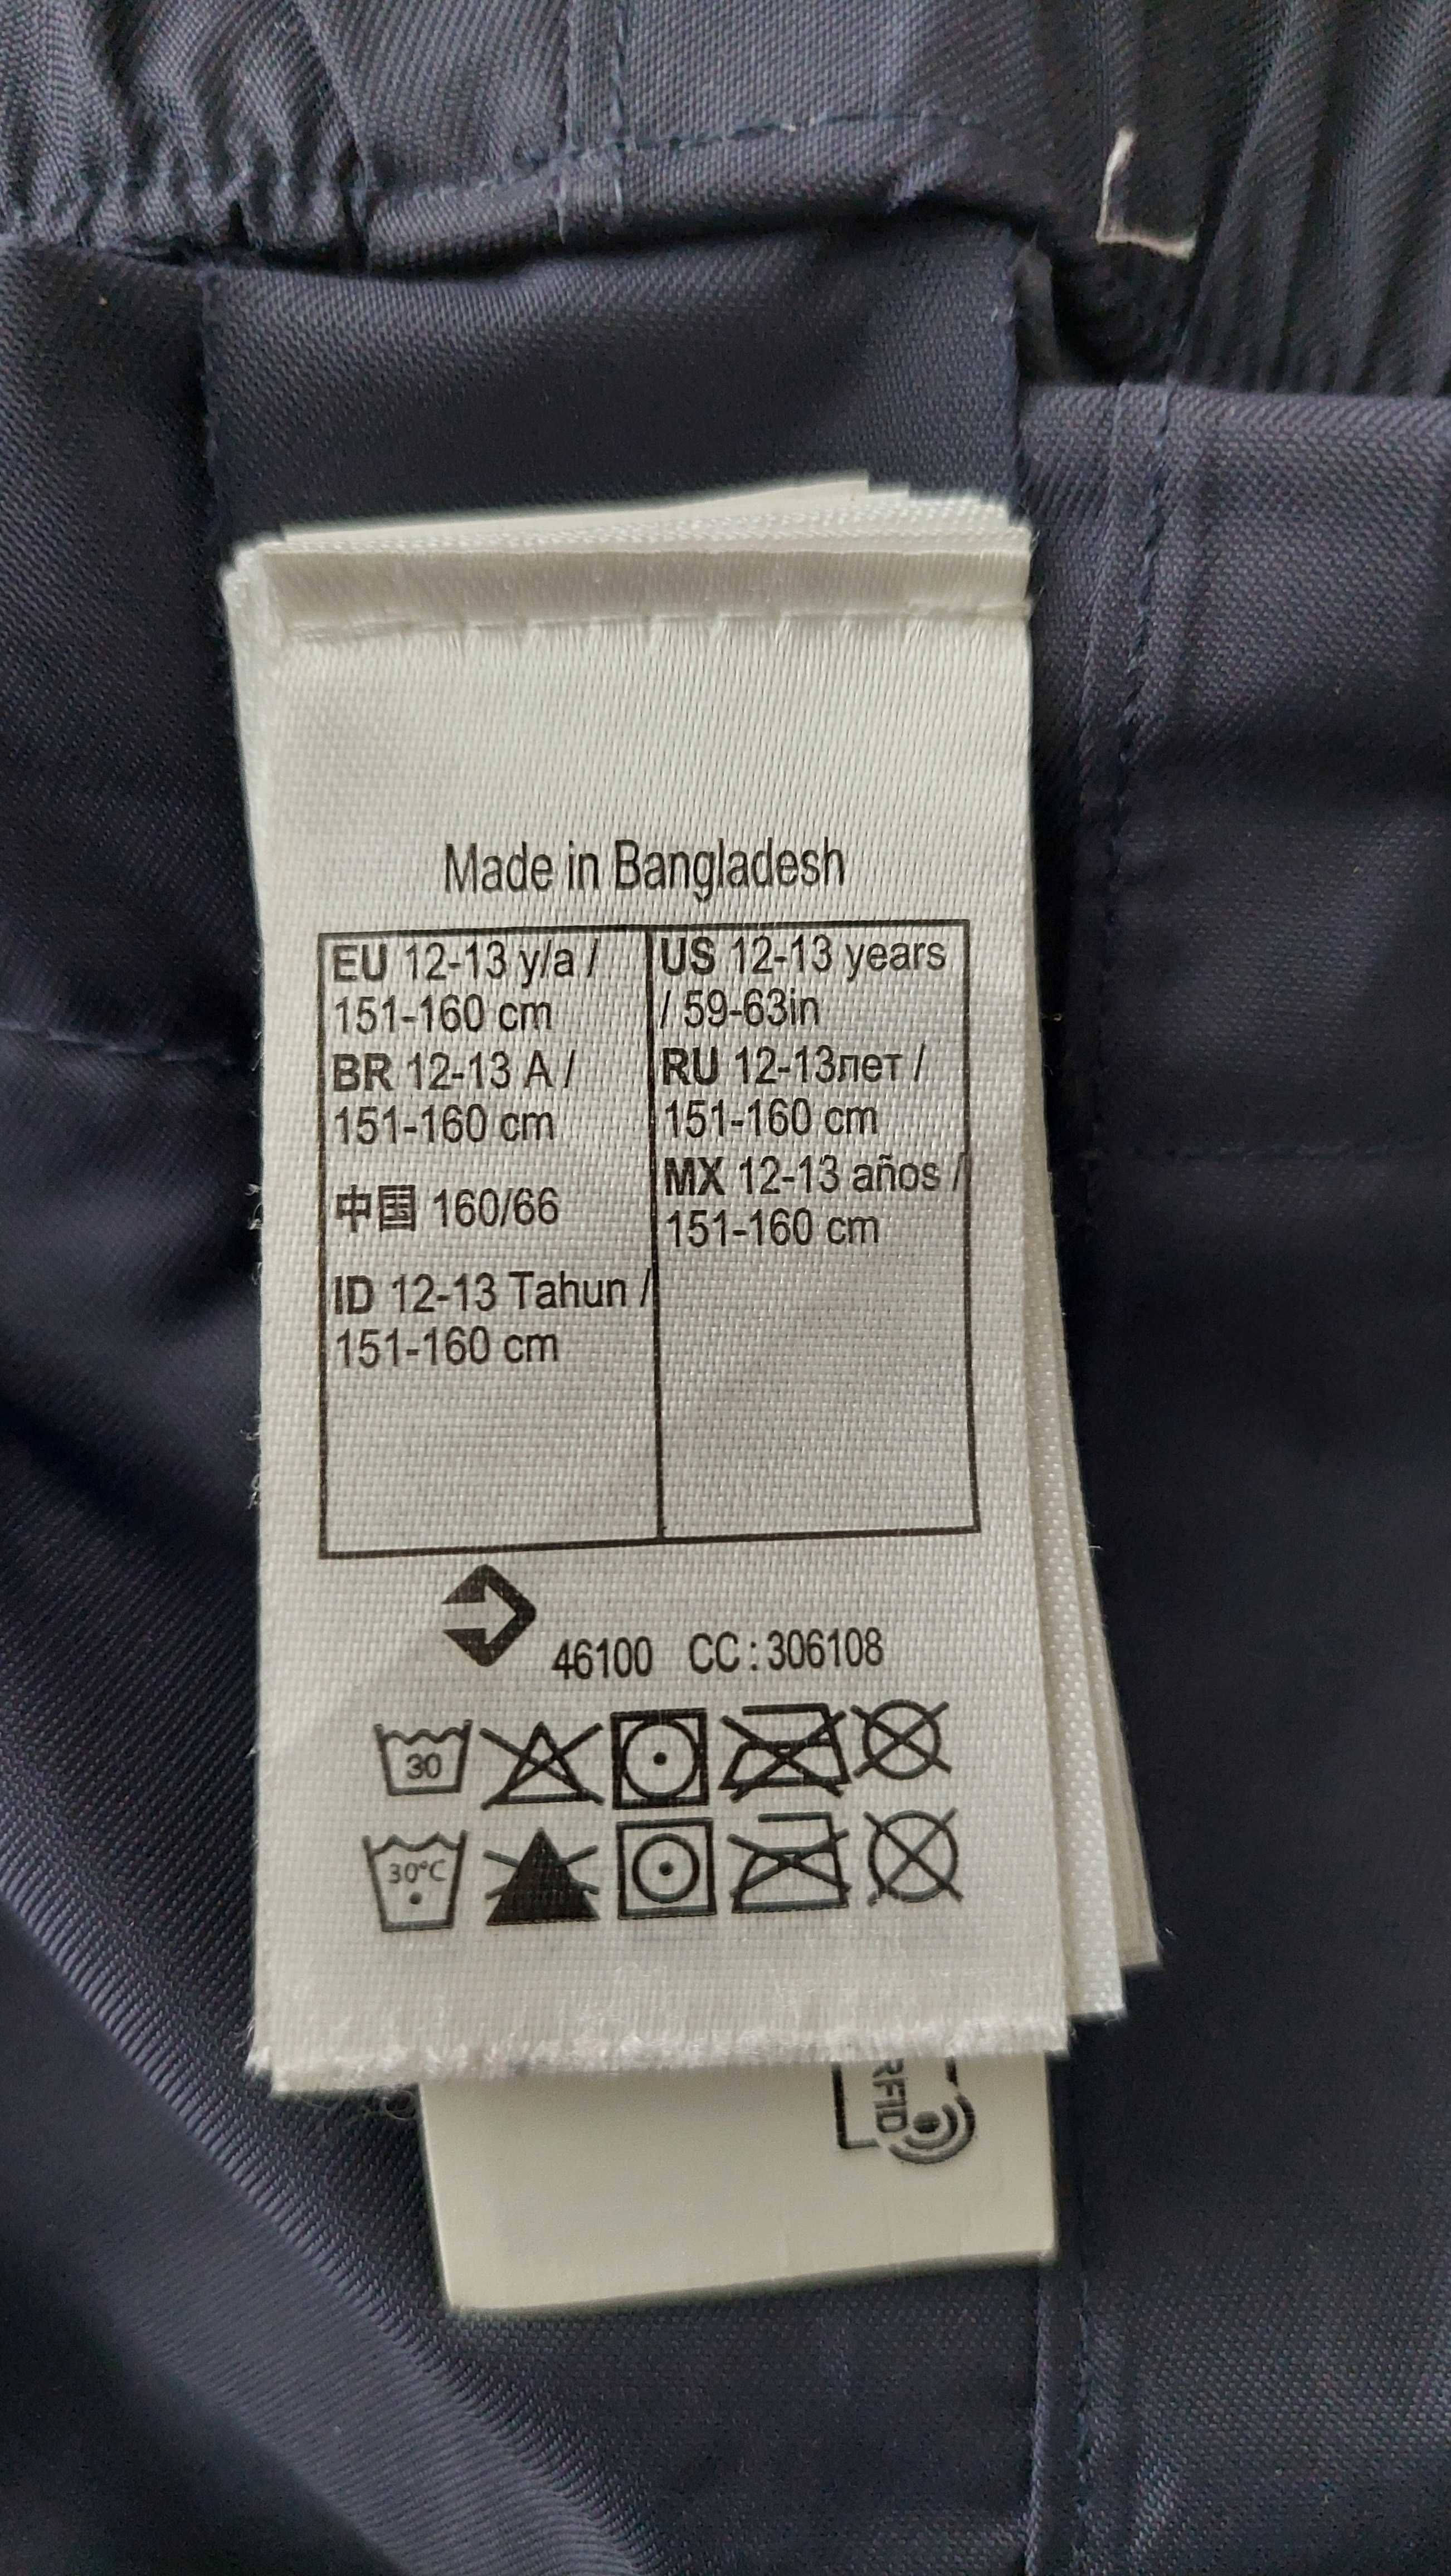 Made in Bangladesh
EU 12-13 y/a /
151-160 cm
BR 12-13 A /
151-160 cm
中国 160/66
ID 12-13 Tahun /
151-160 cm
US 12-13 years
/ 59-63in
RU 12-13лет /
151-160 cm
MX 12-13 años /
151-160 cm
46100 CC : 306108
30
30°C
RFID